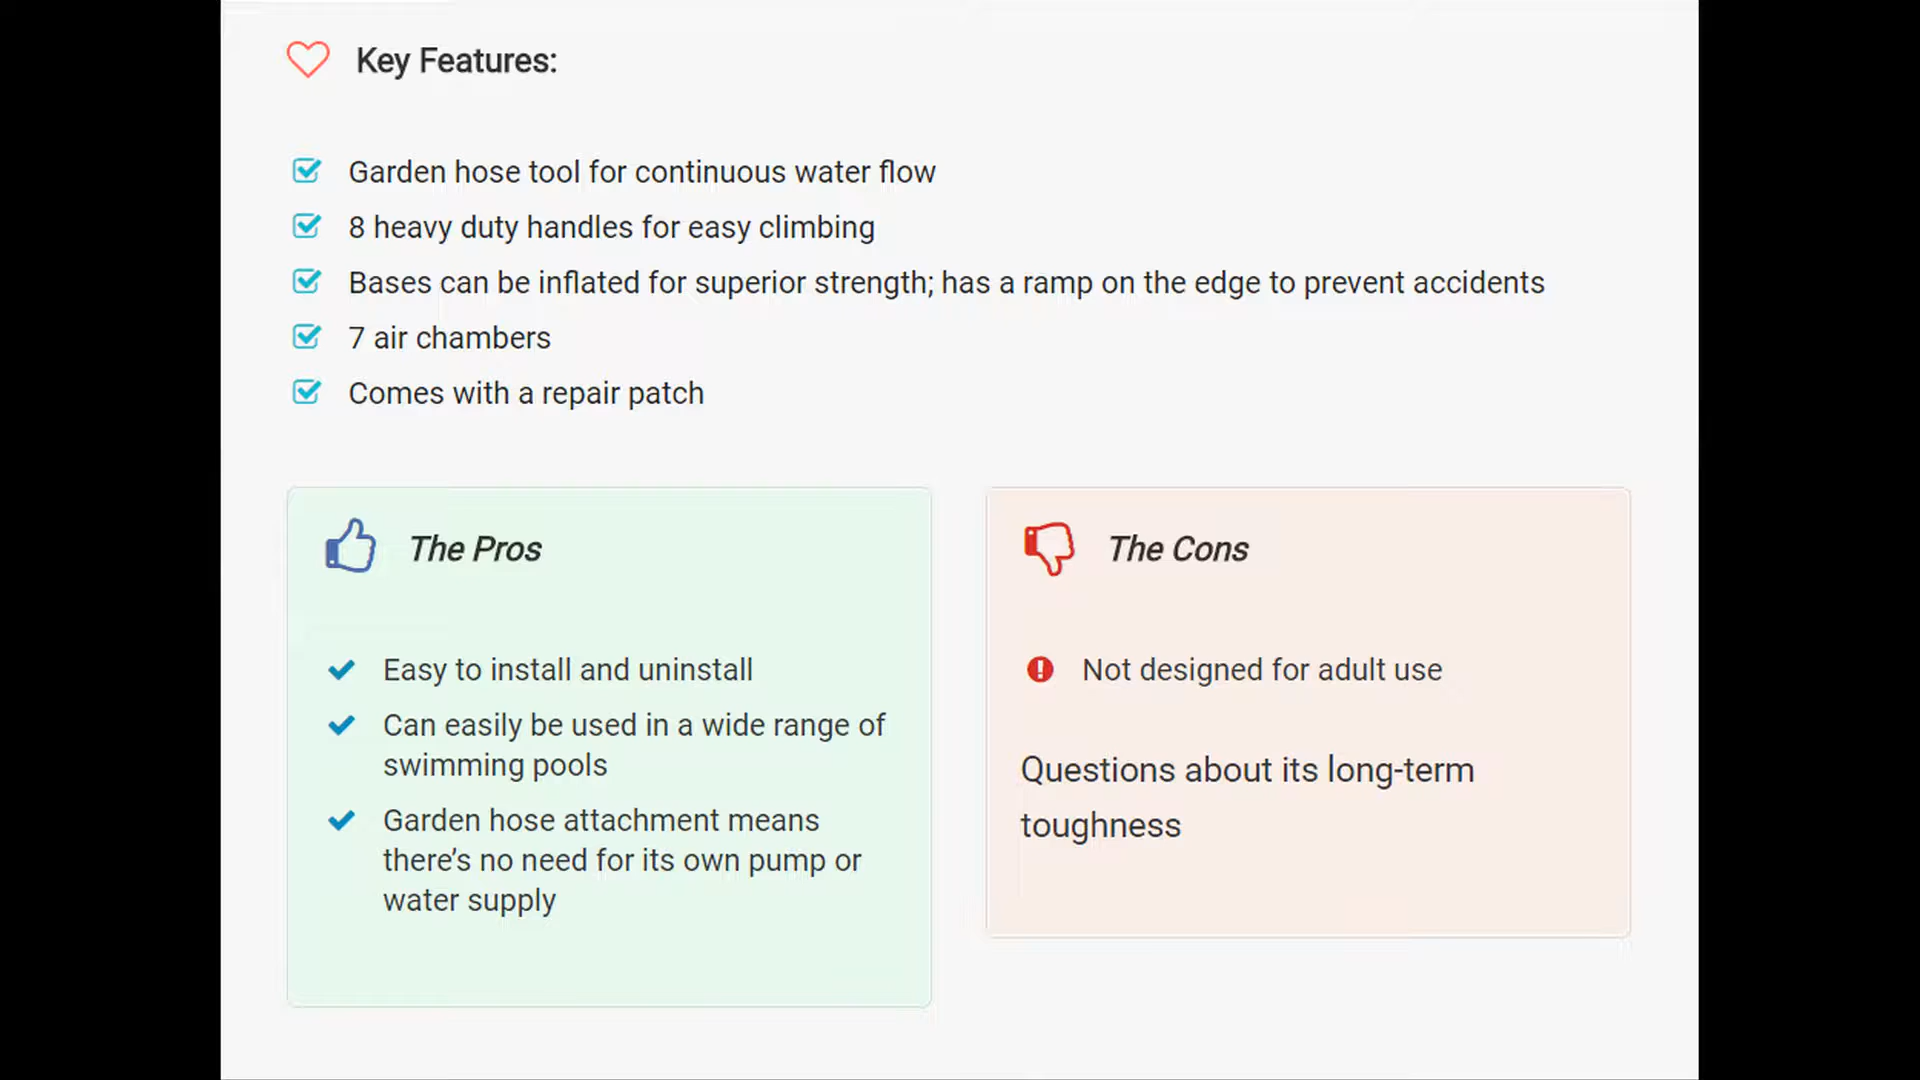 Key Features:
Garden hose tool for continuous water flow
8 heavy duty handles for easy climbing
Bases can be inflated for superior strength; has a ramp on the edge to prevent accidents
7 air chambers
Comes with a repair patch
The Pros
Easy to install and uninstall
Can easily be used in a wide range of
swimming pools
Garden hose attachment means
there’s no need for its own pump or
water supply
The Cons
Not designed for adult use
Questions about its long-term
toughness